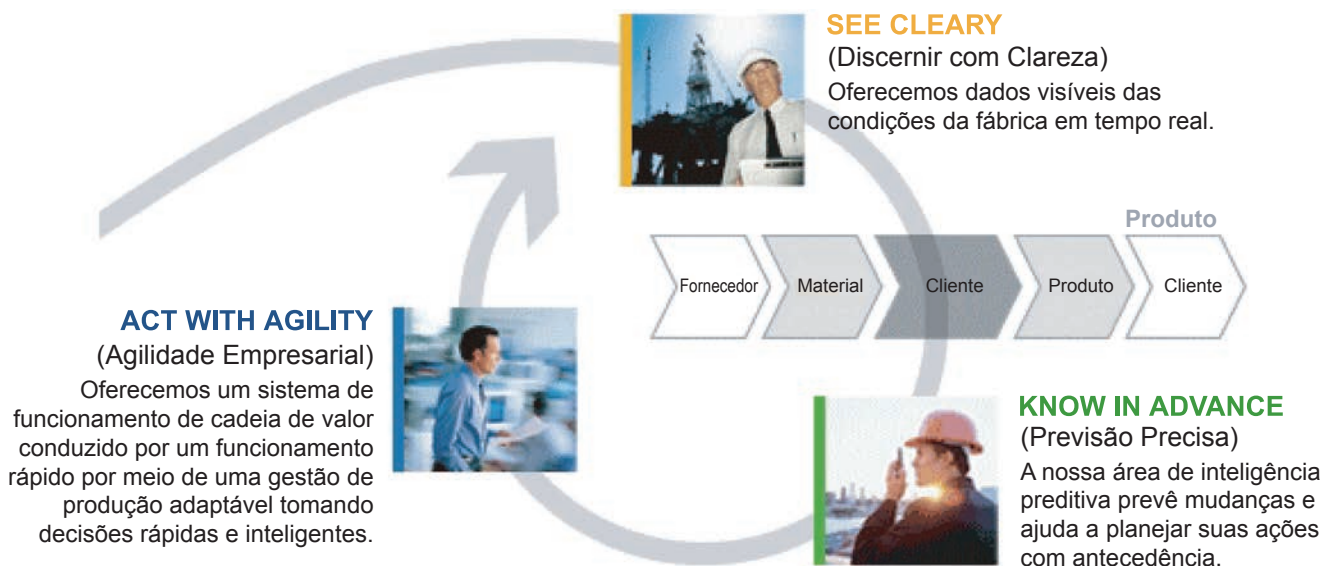 SEE CLEARY
(Discernir com Clareza)
Oferecemos dados visíveis das
condições da fábrica em tempo real.
Produto
Fornecedor
Material
Cliente
Produto
Cliente
ACT WITH AGILITY
(Agilidade Empresarial)
Oferecemos um sistema de
funcionamento de cadeia de valor
conduzido por um funcionamento
rápido por meio de uma gestão de
produção adaptável tomando
decisões rápidas e inteligentes.
KNOW IN ADVANCE
(Previsão Precisa)
A nossa área de inteligência
preditiva prevê mudanças e
ajuda a planejar suas ações
com antecedência.